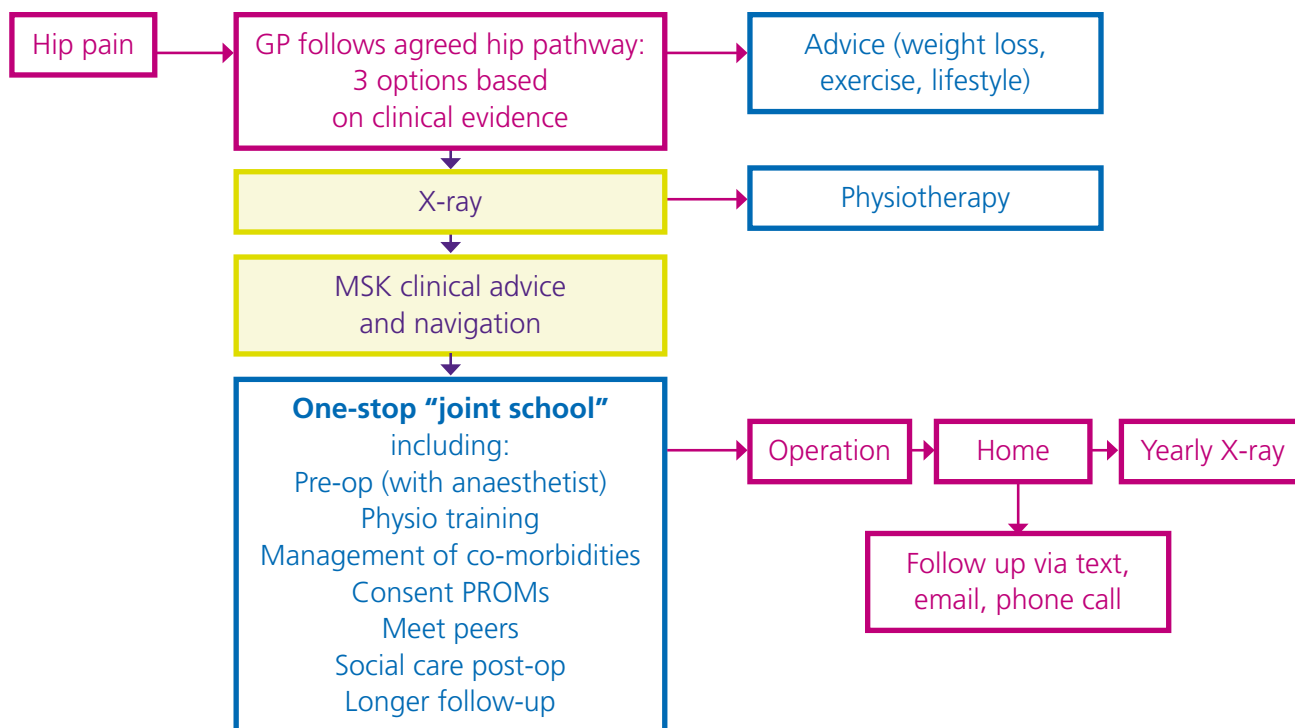 Hip pain
GP follows agreed hip pathway:
3 options based
on clinical evidence
Advice (weight loss,
exercise, lifestyle)
X-ray
Physiotherapy
MSK clinical advice
and navigation
One-stop “joint school”
including:
Pre-op (with anaesthetist)
Physio training
Management of co-morbidities
Consent PROMs
Meet peers
Social care post-op
Longer follow-up
Operation
Home
Yearly X-ray
Follow up via text,
email, phone call